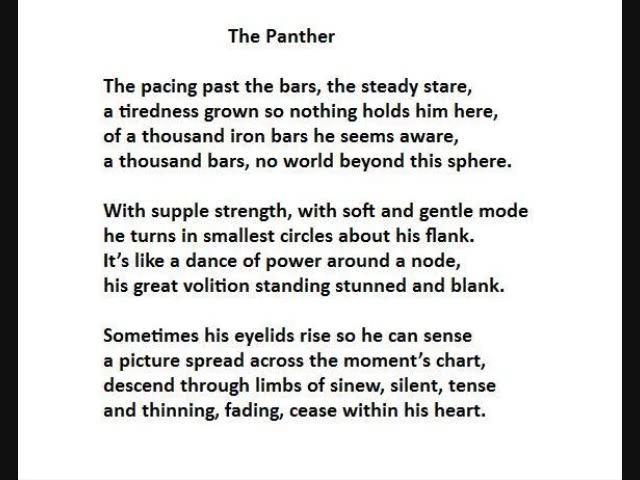 The Panther
The pacing past the bars, the steady stare,
a tiredness grown so nothing holds him here,
of a thousand iron bars he seems aware,
a thousand bars, no world beyond this sphere.
With supple strength, with soft and gentle mode
he turns in smallest circles about his flank.
It's like a dance of power around a node,
his great volition standing stunned and blank.
Sometimes his eyelids rise so he can sense
a picture spread across the moment's chart,
descend through limbs of sinew, silent, tense
and thinning, fading, cease within his heart.